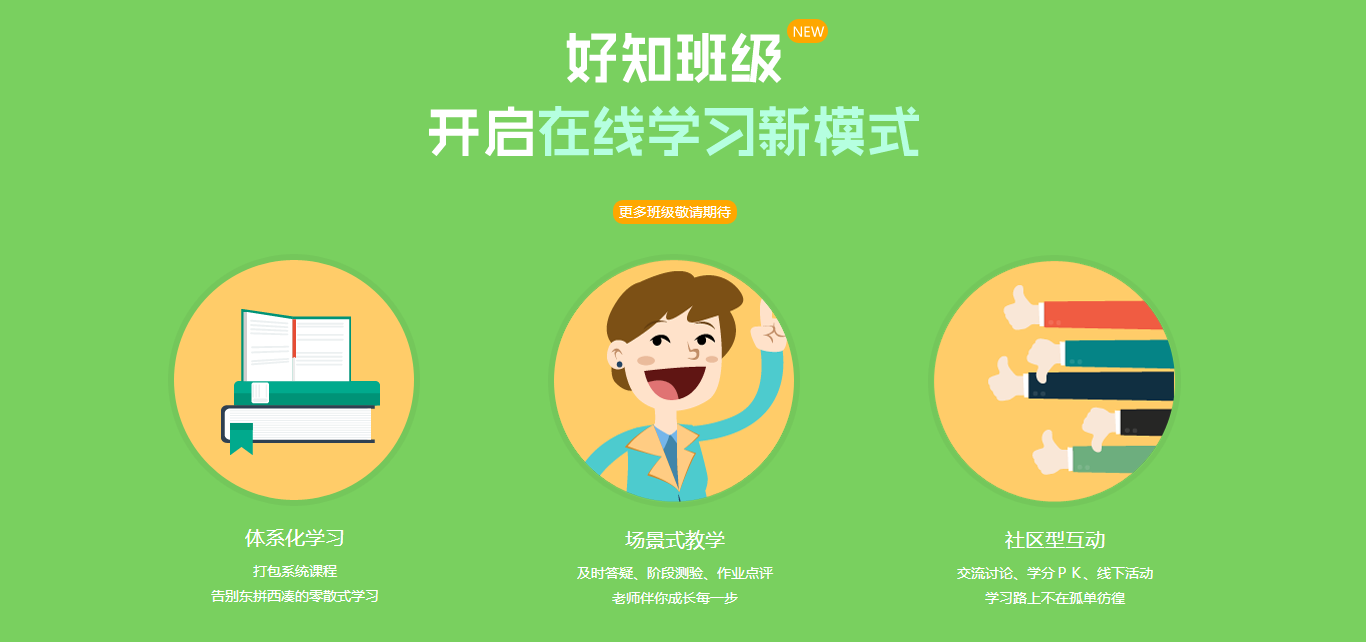 好知班级 NEW
开启在线学习新模式
更多班级敬请期待
体系化学习
打包系统课程
告别东拼西凑的零散式学习
场景式教学
及时答疑、阶段测验、作业点评
老师伴你成长每一步
社区型互动
交流讨论、学分ＰＫ、线下活动
学习路上不在孤单彷徨